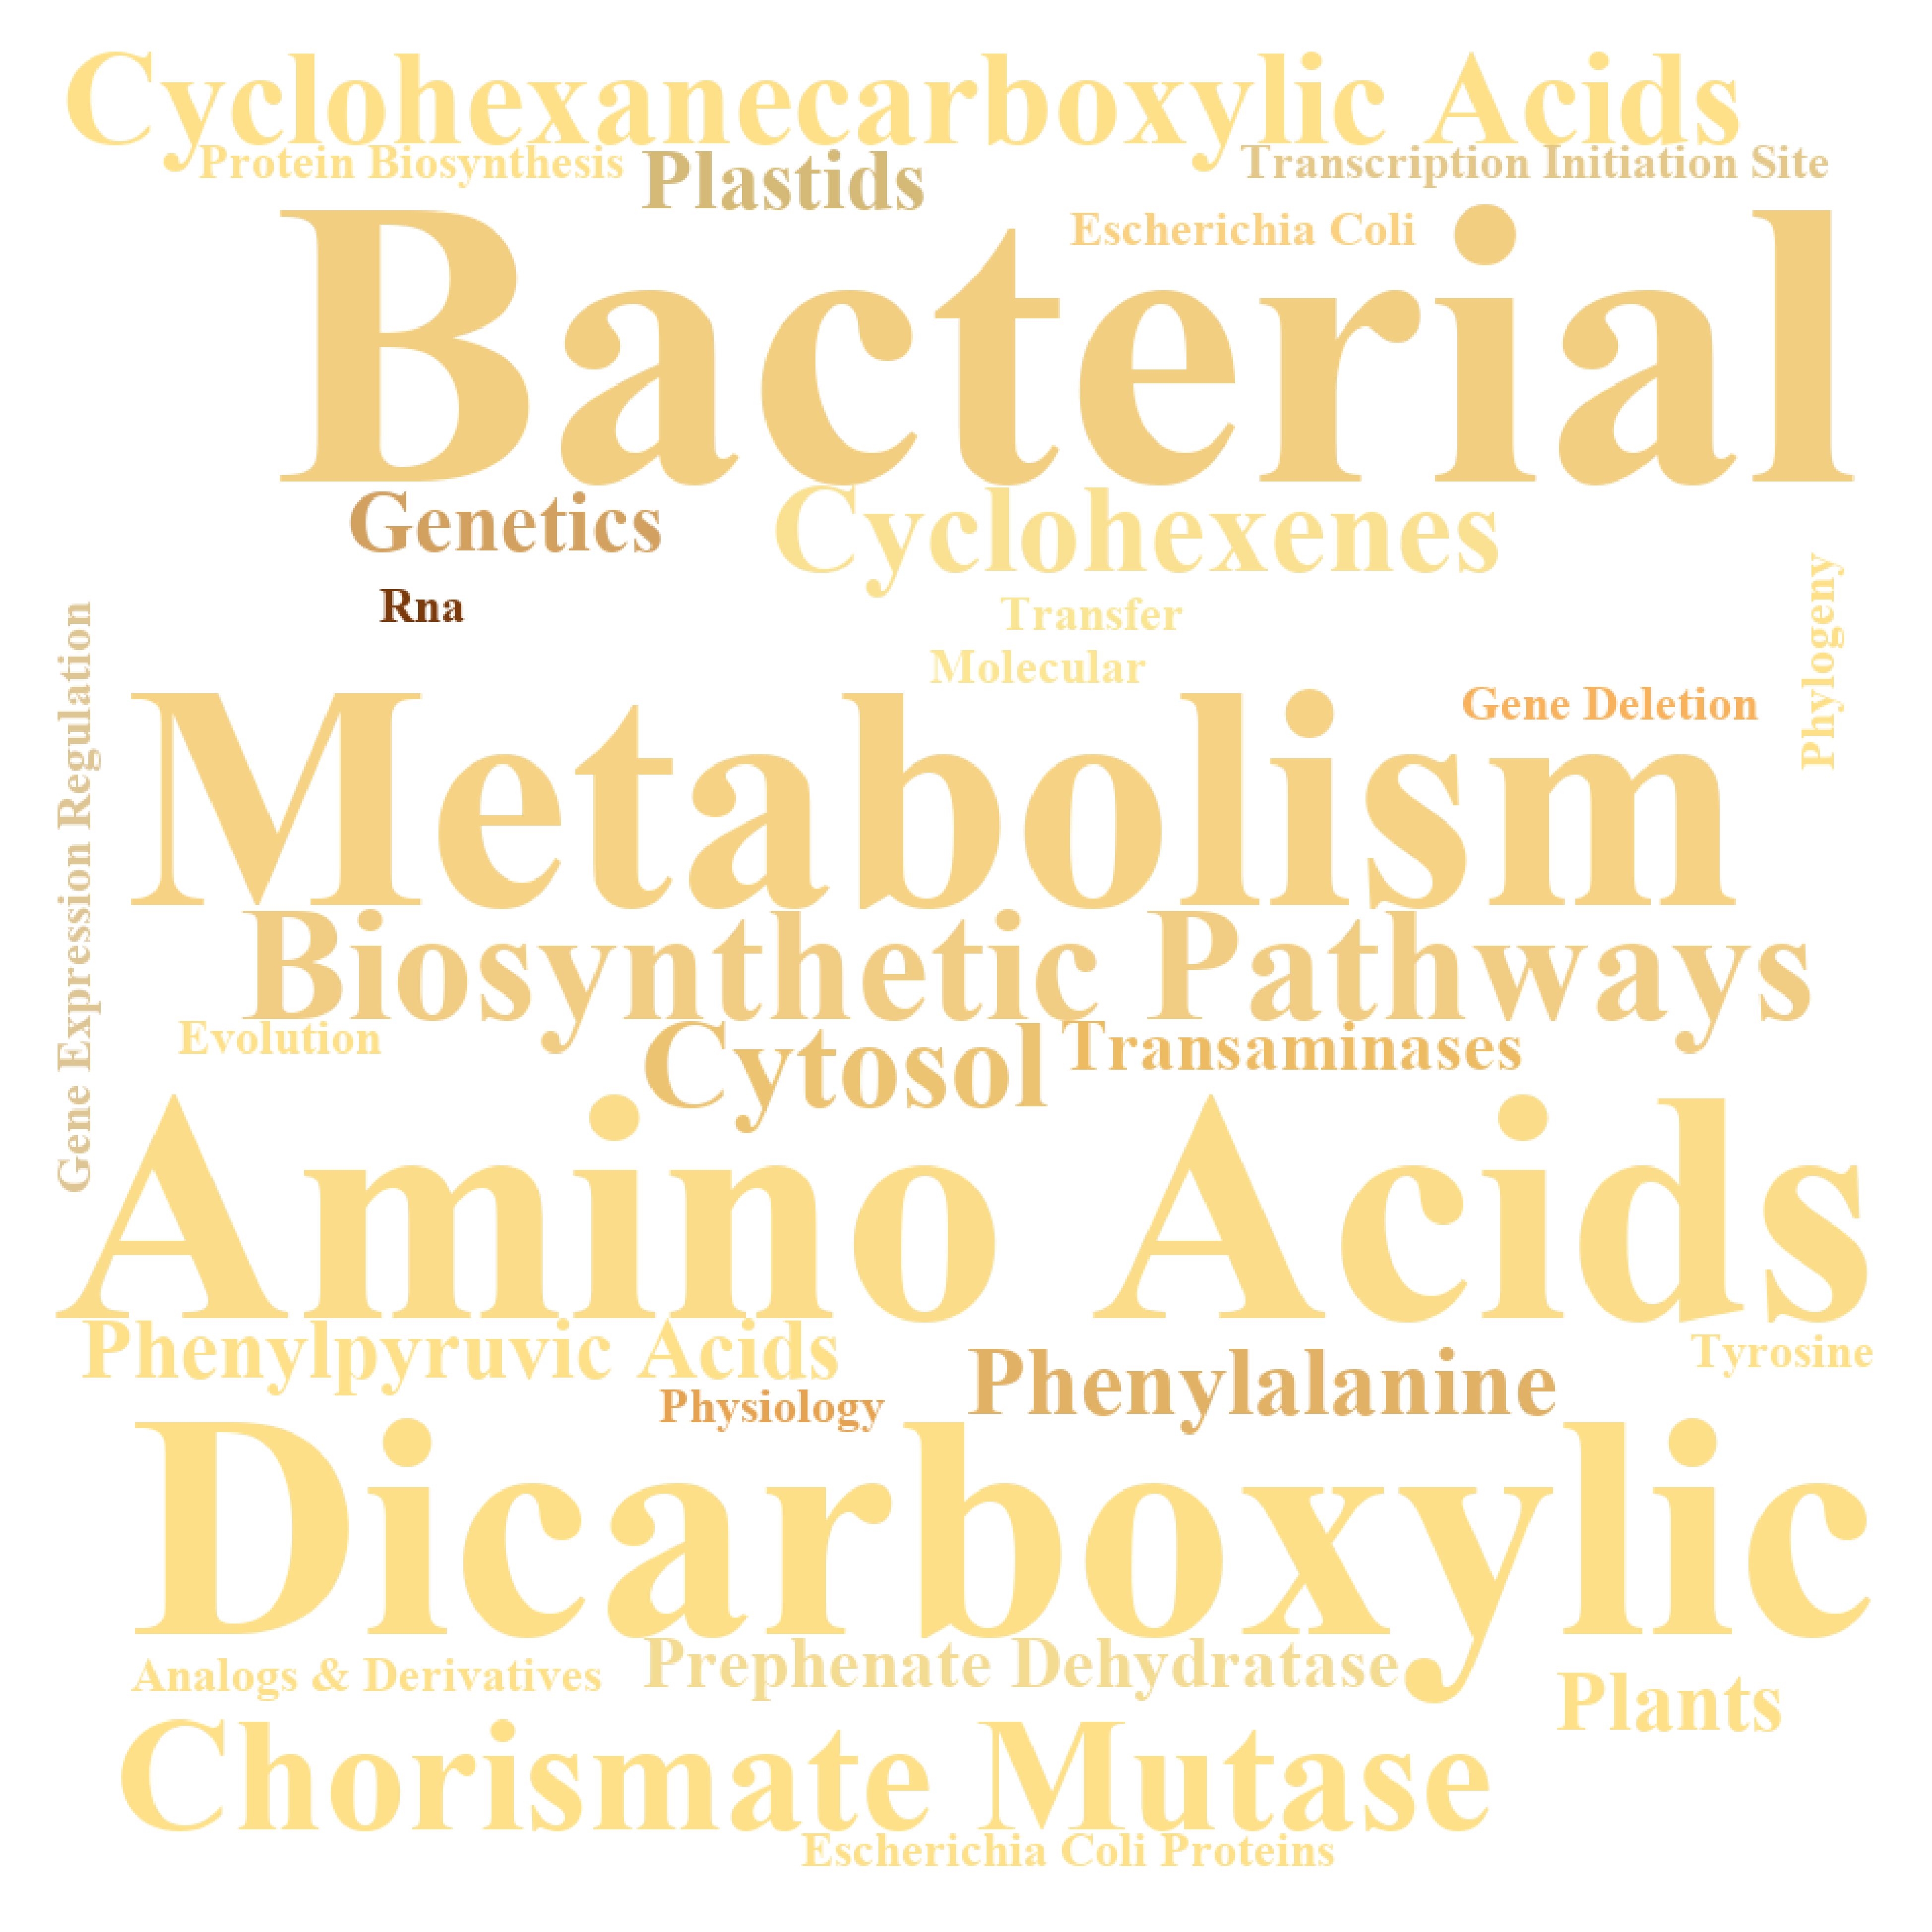 Cyclohexanecarboxylic Acids
Protein Biosynthesis
Plastids
Transcription Initiation Site
Escherichia Coli
Bacterial
Genetics
Cyclohexenes
Rna
Transfer
Molecular
Phylogeny
Gene Expression Regulation
Gene Deletion
Metabolism
Biosynthetic Pathways
Evolution
Cytosol
Transaminases
Amino Acids
Phenylpyruvic Acids
Tyrosine
Phenylalanine
Physiology
Dicarboxylic
Prephenate Dehydratase
Analogs & Derivatives
Plants
Chorismate Mutase
Escherichia Coli Proteins